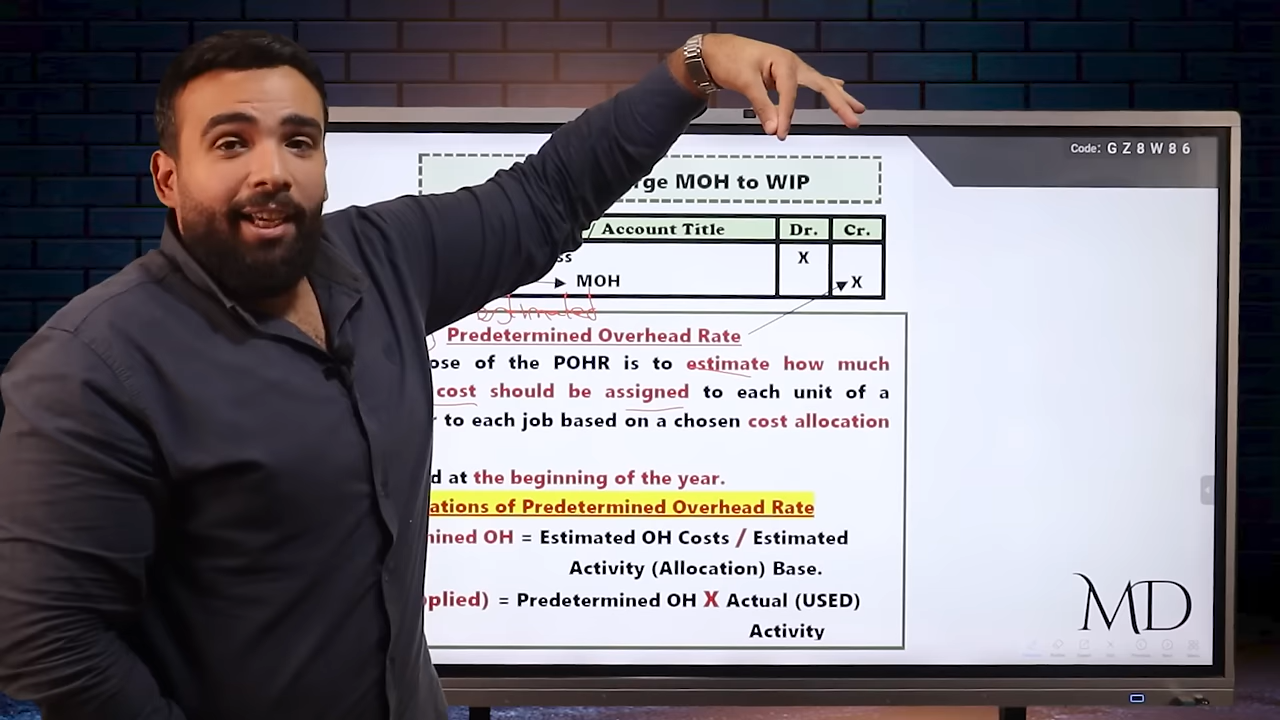 Code: G Z 8 W 8 6
rge MOH to WIP
/ Account Title Dr. Cr.
ss X
MOH X
estimated
Predetermined Overhead Rate
ose of the POHR is to estimate how much
cost should be assigned to each unit of a
r to each job based on a chosen cost allocation
d at the beginning of the year.
ations of Predetermined Overhead Rate
ined OH = Estimated OH Costs / Estimated
Activity (Allocation) Base.
plied) = Predetermined OH X Actual (USED)
Activity
MD